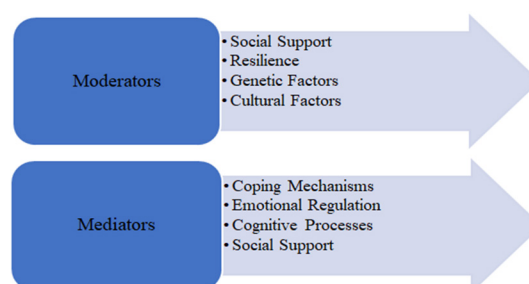 Moderators
• Social Support
• Resilience
• Genetic Factors
• Cultural Factors
Mediators
• Coping Mechanisms
• Emotional Regulation
• Cognitive Processes
• Social Support